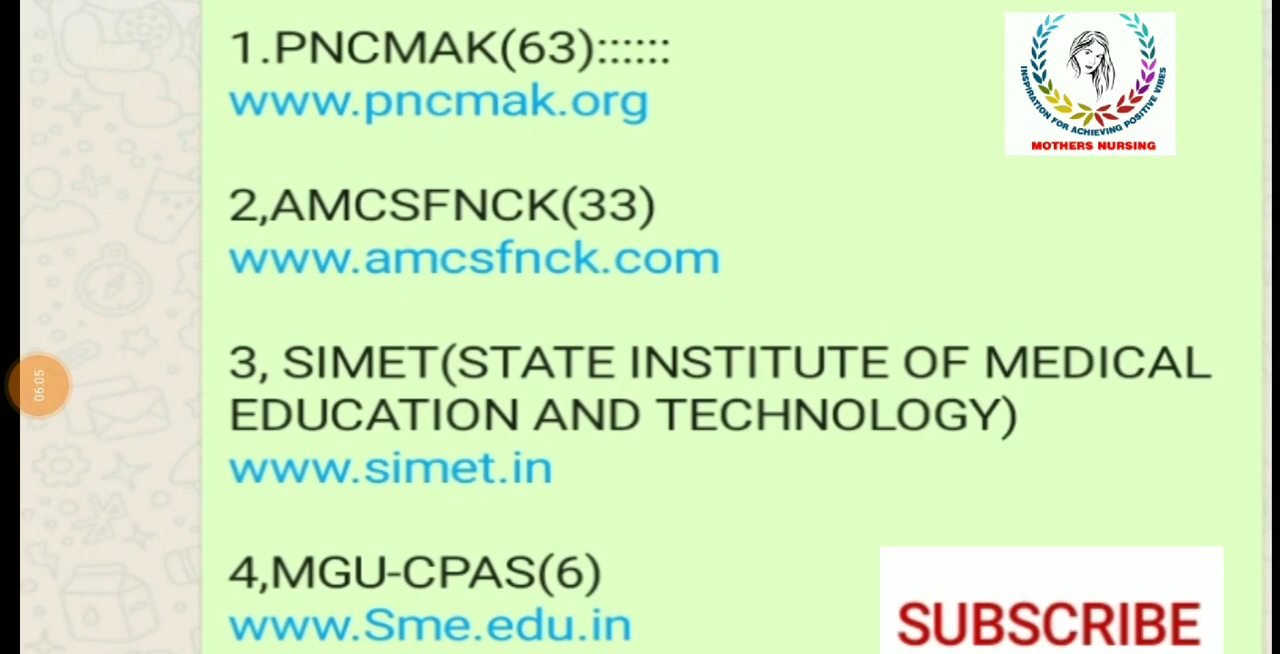 1.PNCMAK(63)::::::
www.pncmak.org
2,AMCSFNCK(33)
www.amcsfnck.com
3, SIMET(STATE INSTITUTE OF MEDICAL
EDUCATION AND TECHNOLOGY)
www.simet.in
4,MGU-CPAS(6)
www.Sme.edu.in
INSPIRATION FOR ACHIEVING POSITIVE VIBES
MOTHERS NURSING
06:05
SUBSCRIBE